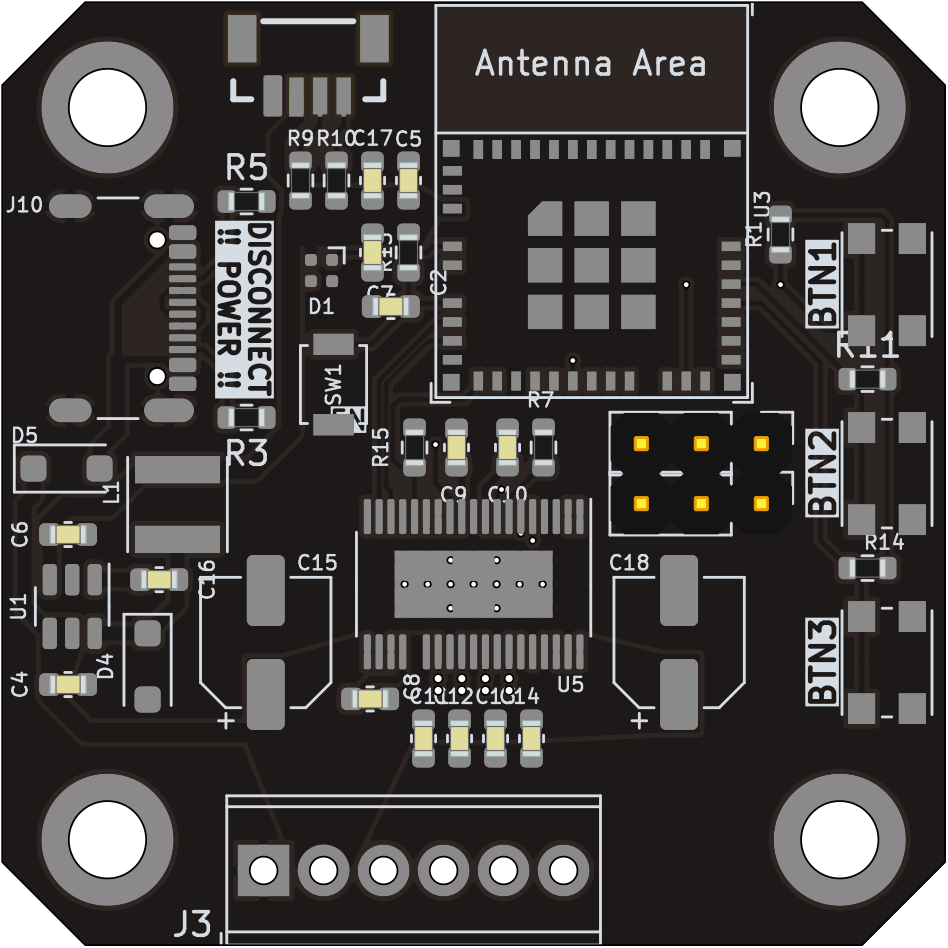 Antenna Area
R9
R10
C17
C5
R5
J10
U3
R1
R13
C2
C7
D1
!! POWER !!
DISCONNECT
BTN1
R11
SW1
R7
R15
R3
D5
L1
C9
C10
BTN2
C6
C16
C15
C18
R14
U1
D4
C4
C8
U5
C12
C14
BTN3
+
+
J3